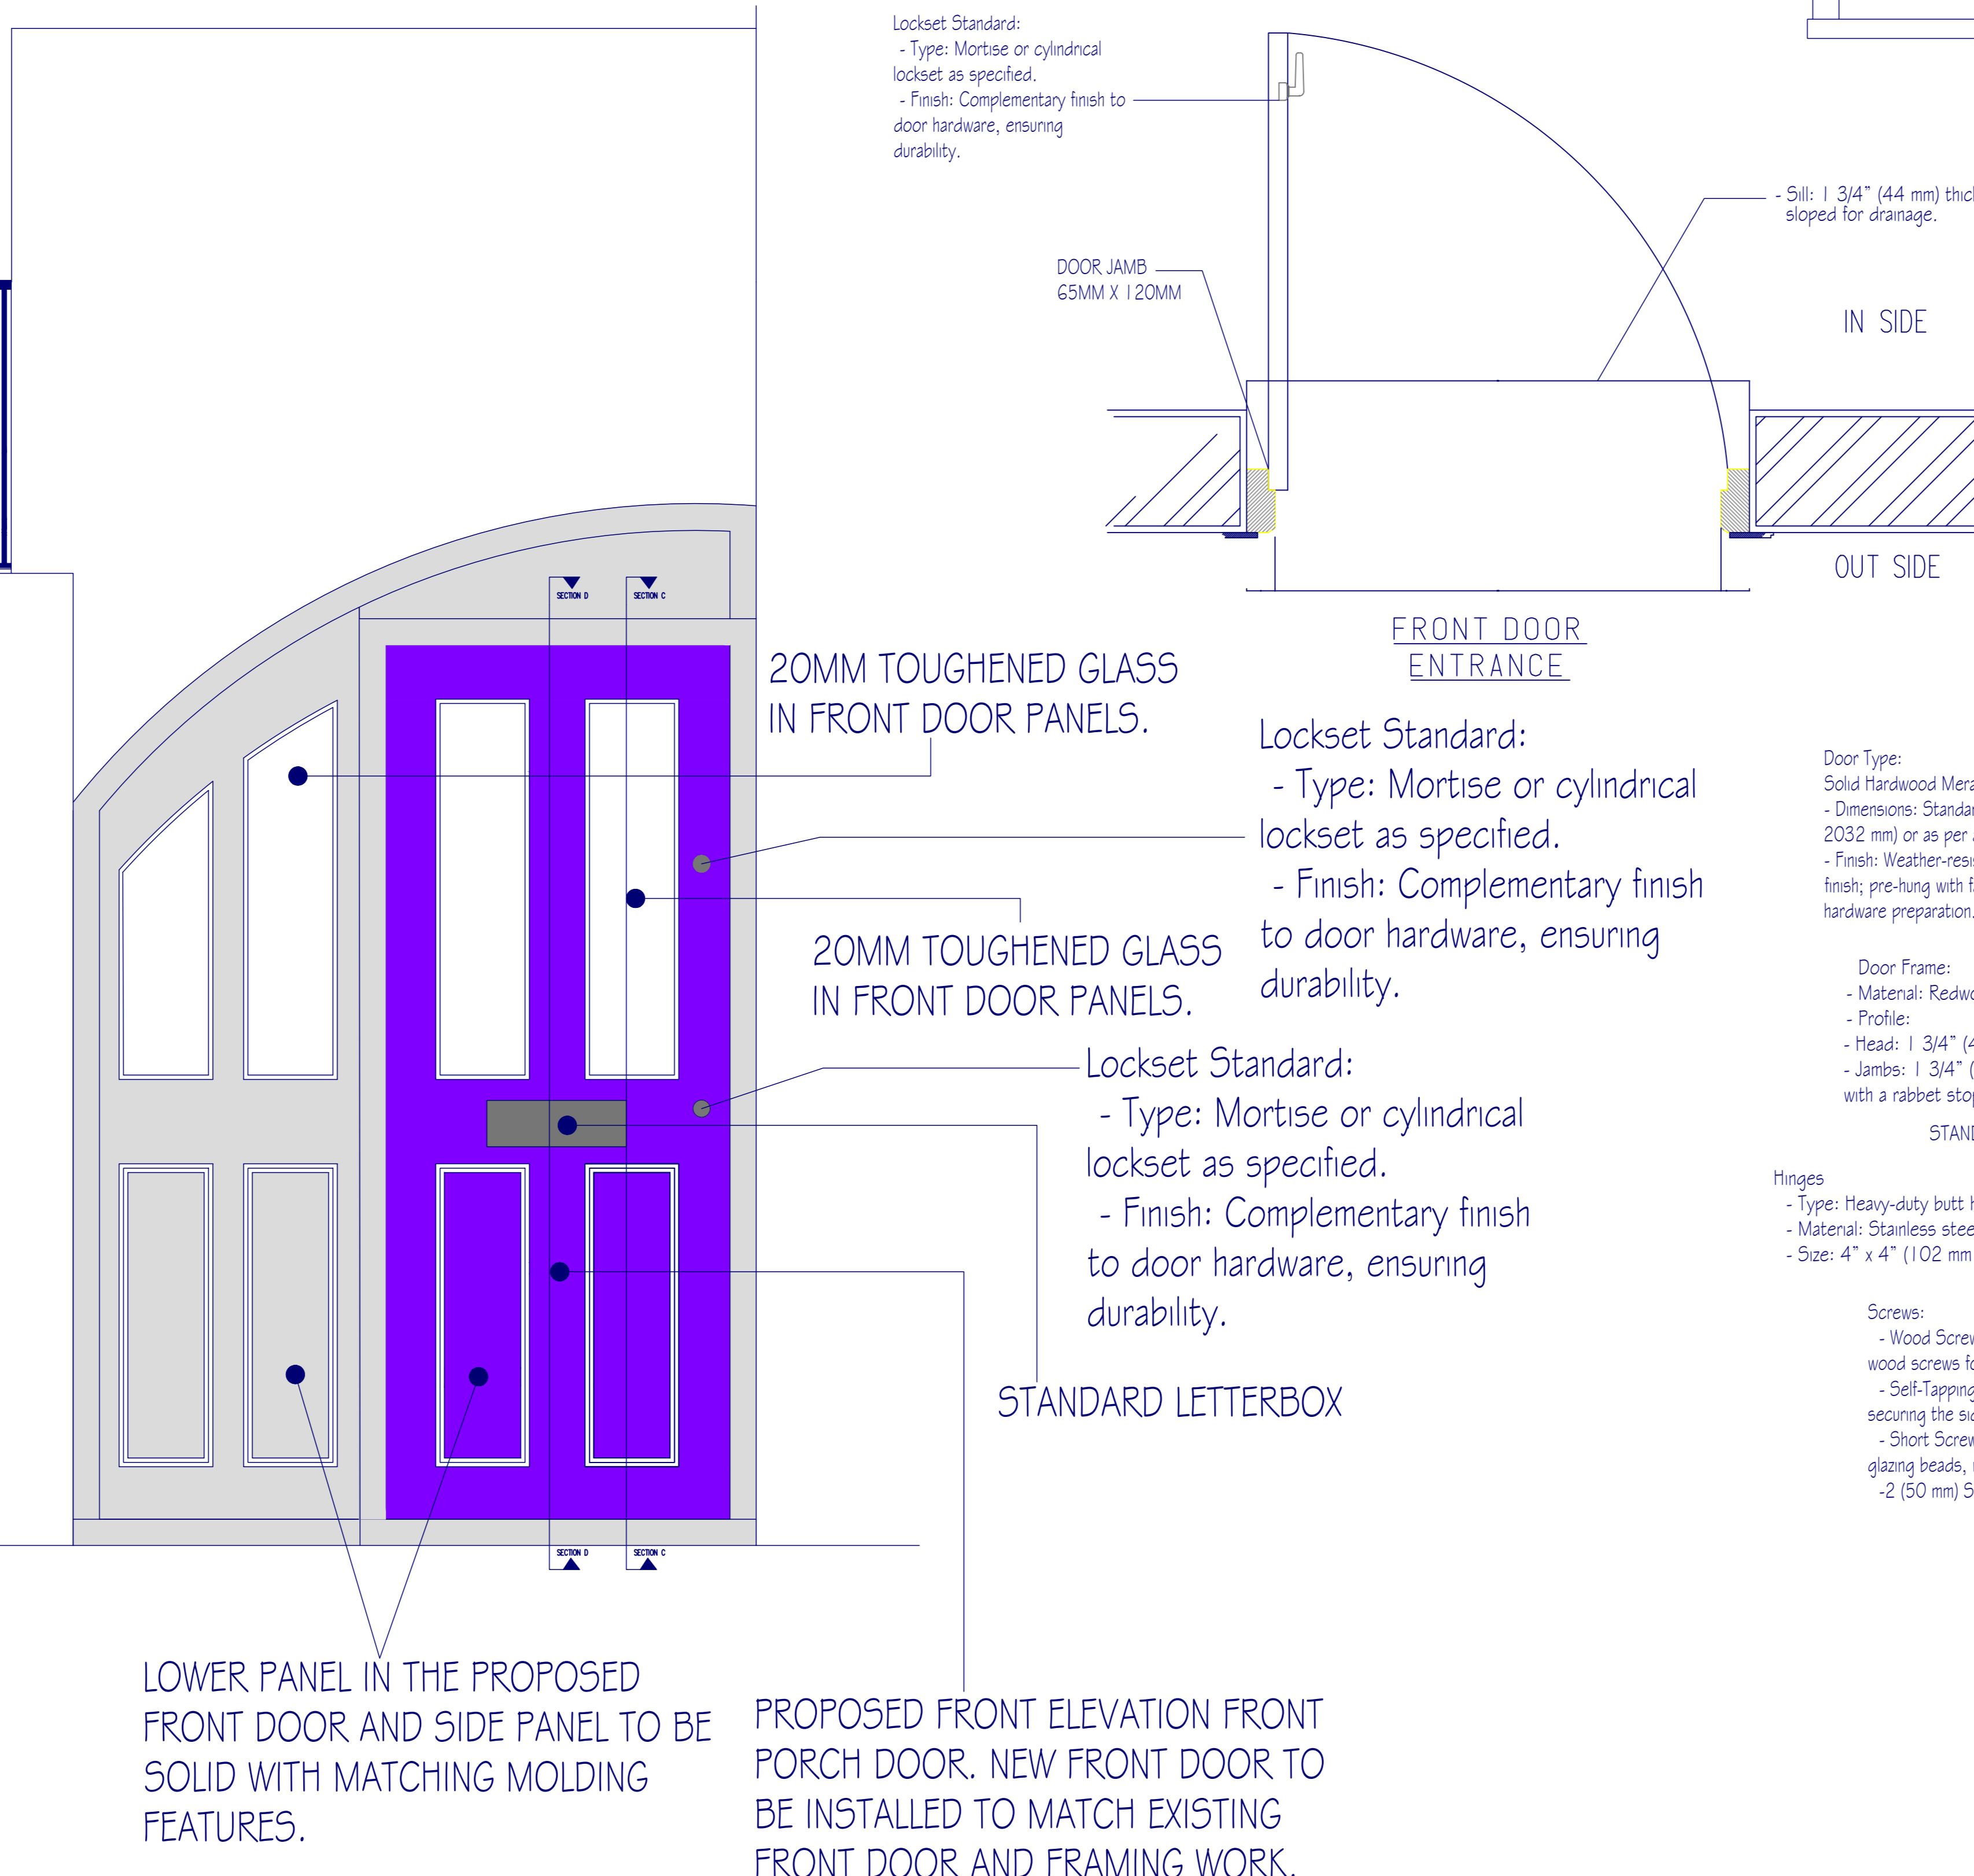 Lockset Standard:
- Type: Mortise or cylindrical
lockset as specified.
- Finish: Complementary finish to
door hardware, ensuring
durability.
- Sill: 1 3/4" (44 mm)
sloped for drainage.
DOOR JAMB
65MM X 120MM
IN SIDE
OUT SIDE
FRONT DOOR
ENTRANCE
SECTION D
SECTION C
20MM TOUGHENED GLASS
IN FRONT DOOR PANELS.
Lockset Standard:
- Type: Mortise or cylindrical
lockset as specified.
- Finish: Complementary finish
to door hardware, ensuring
durability.
20MM TOUGHENED GLASS
IN FRONT DOOR PANELS.
Lockset Standard:
- Type: Mortise or cylindrical
lockset as specified.
- Finish: Complementary finish
to door hardware, ensuring
durability.
STANDARD LETTERBOX
Door Type:
Solid Hardwood
- Dimensions:
2032 mm) or as per
- Finish:
finish; pre-hung with
hardware preparation.
Door Frame:
- Material:
- Profile:
- Head: 1 3/4"
- Jambs: 1 3/4"
with a rabbet
Hinges
- Type: Heavy-duty butt
- Material: Stainless
- Size: 4" x 4" (102 mm
Screws:
- Wood
wood screws
- Self-Tapping
securing the
- Short
glazing beads,
-2 (50 mm)
SECTION D
SECTION C
LOWER PANEL IN THE PROPOSED
FRONT DOOR AND SIDE PANEL TO BE
SOLID WITH MATCHING MOLDING
FEATURES.
PROPOSED FRONT ELEVATION FRONT
PORCH DOOR. NEW FRONT DOOR TO
BE INSTALLED TO MATCH EXISTING
FRONT DOOR AND FRAMING WORK.